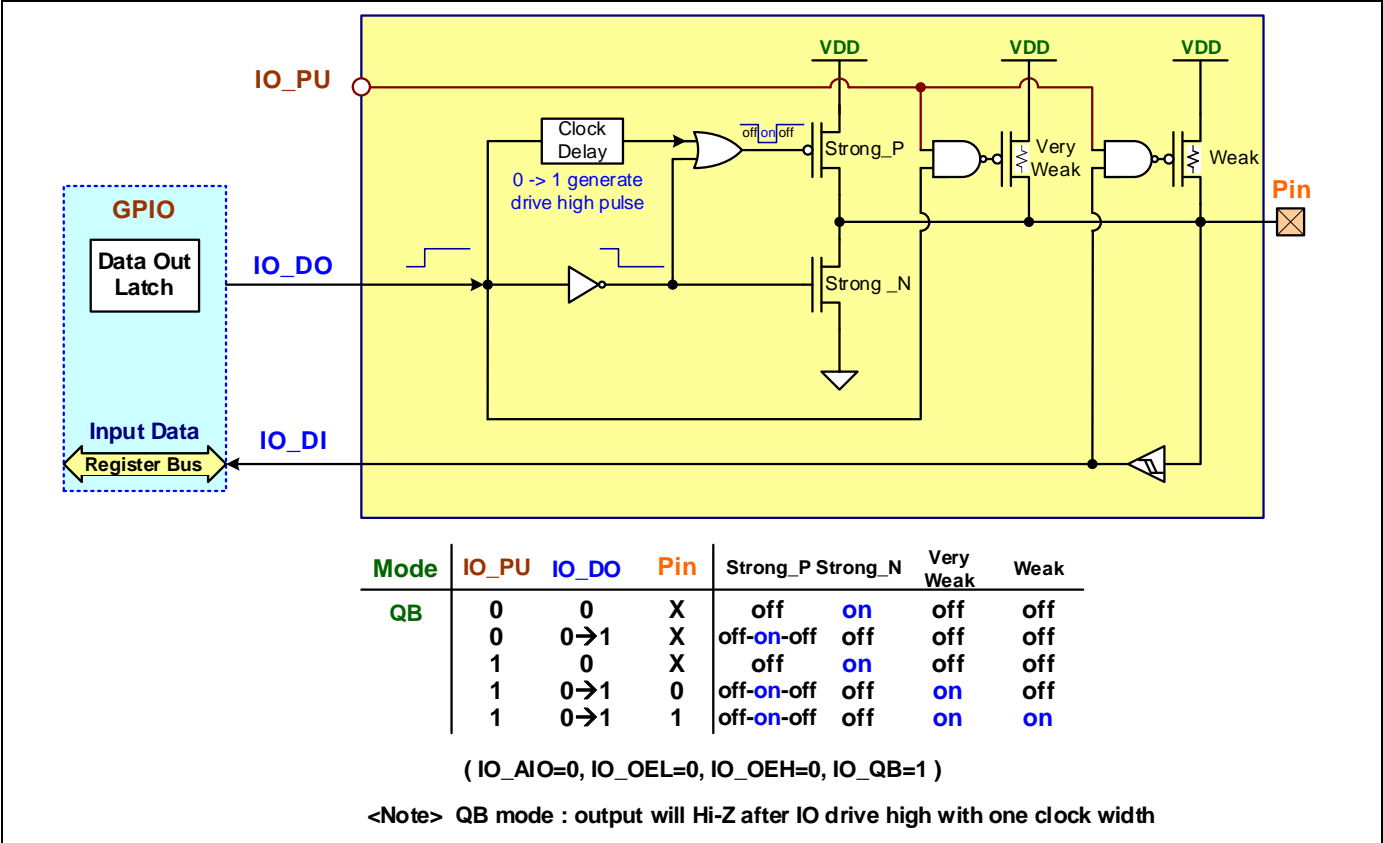 VDD
VDD
VDD
IO_PU
Clock
Delay
off on off
Strong_P
Very
Weak
Weak
0 -> 1 generate
drive high pulse
Pin
GPIO
Data Out
Latch
IO_DO
Strong _N
Input Data
IO_DI
Register Bus
Mode IO_PU IO_DO Pin Strong_P Strong_N Very Weak Weak
QB 0 0 X off on off off
0 0→1 X off-on-off off off off
1 0 X off on off off
1 0→1 0 off-on-off off on off
1 0→1 1 off-on-off off on on
( IO_AIO=0, IO_OEL=0, IO_OEH=0, IO_QB=1 )
<Note> QB mode : output will Hi-Z after IO drive high with one clock width